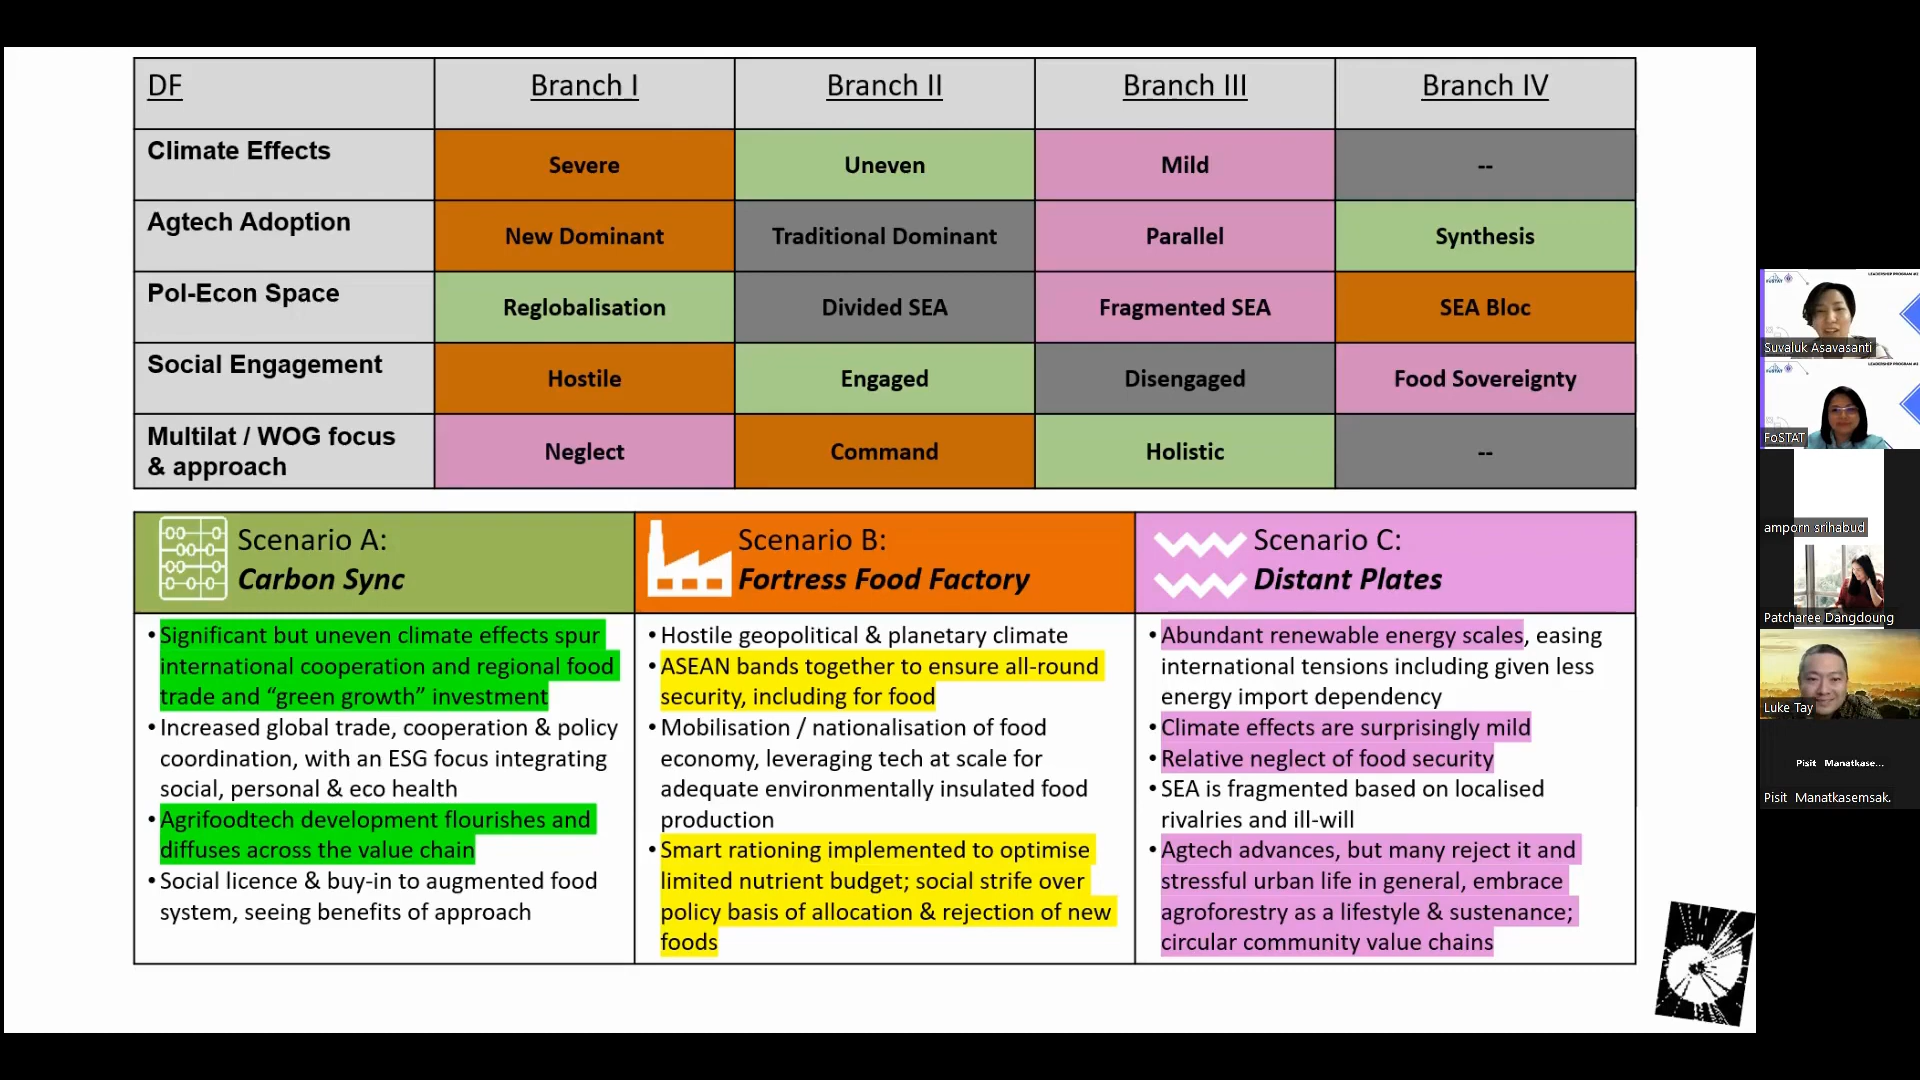 DF Branch I Branch II Branch III Branch IV
Climate Effects Severe Uneven Mild --
Agtech Adoption New Dominant Traditional Dominant Parallel Synthesis
Pol-Econ Space Reglobalisation Divided SEA Fragmented SEA SEA Bloc
Social Engagement Hostile Engaged Disengaged Food Sovereignty
Multilat / WOG focus
& approach Neglect Command Holistic --
Scenario A:
Carbon Sync
• Significant but uneven climate effects spur
international cooperation and regional food
trade and “green growth” investment
• Increased global trade, cooperation & policy
coordination, with an ESG focus integrating
social, personal & eco health
• Agrifoodtech development flourishes and
diffuses across the value chain
• Social licence & buy-in to augmented food
system, seeing benefits of approach
Scenario B:
Fortress Food Factory
• Hostile geopolitical & planetary climate
• ASEAN bands together to ensure all-round
security, including for food
• Mobilisation / nationalisation of food
economy, leveraging tech at scale for
adequate environmentally insulated food
production
• Smart rationing implemented to optimise
limited nutrient budget; social strife over
policy basis of allocation & rejection of new
foods
Scenario C:
Distant Plates
• Abundant renewable energy scales, easing
international tensions including given less
energy import dependency
• Climate effects are surprisingly mild
• Relative neglect of food security
• SEA is fragmented based on localised
rivalries and ill-will
• Agtech advances, but many reject it and
stressful urban life in general, embrace
agroforestry as a lifestyle & sustenance;
circular community value chains
FoSTAT
LEADERSHIP PROGRAM #2
Suvaluk Asavasanti
FoSTAT
LEADERSHIP PROGRAM #2
FoSTAT
amporn srihabud
Patcharee Dangdoung
Luke Tay
Pisit Manatkase...
Pisit Manatkasemsak.